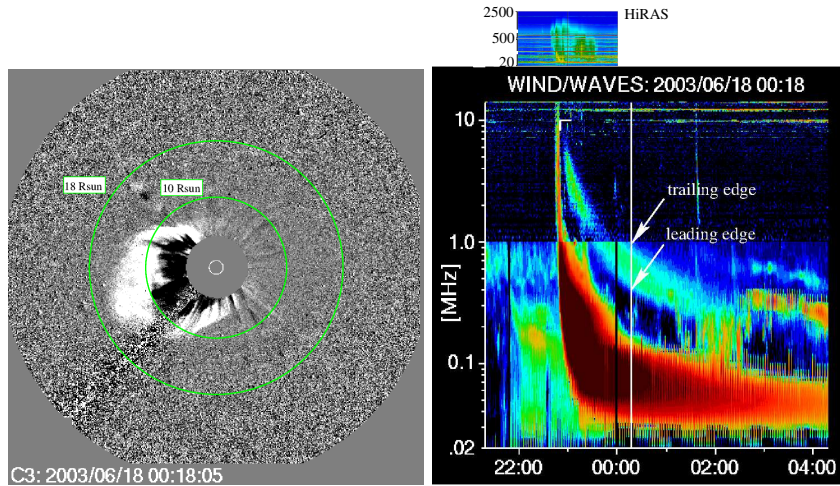 2500
500
20
HiRAS
18 Rsun
10 Rsun
C3: 2003/06/18 00:18:05
WIND/WAVES: 2003/06/18 00:18
10
1.0
0.1
.02
[MHz]
trailing edge
leading edge
22:00
00:00
02:00
04:00